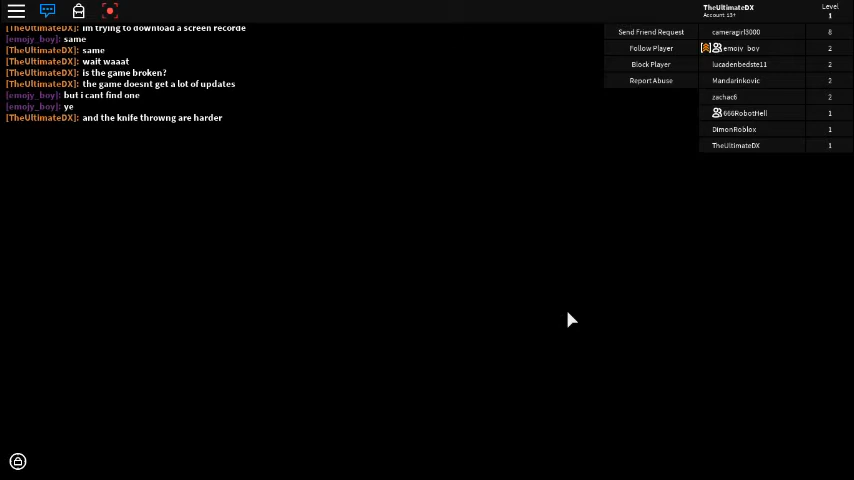 TheUltimateDX
Account: 13+
Level
1
[TheUltimateDX]: im trying to download a screen recorde
[emojy_boy]: same
[TheUltimateDX]: same
[TheUltimateDX]: wait waaat
[TheUltimateDX]: is the game broken?
[TheUltimateDX]: the game doesnt get a lot of updates
[emojy_boy]: but i cant find one
[emojy_boy]: ye
[TheUltimateDX]: and the knife throwng are harder
Send Friend Request
Follow Player
Block Player
Report Abuse
cameragirl3000 8
emojy_boy 2
lucadenbedste11 2
Mandarinkovic 2
zachac6 2
666RobotHell 1
DimonRoblox 1
TheUltimateDX 1